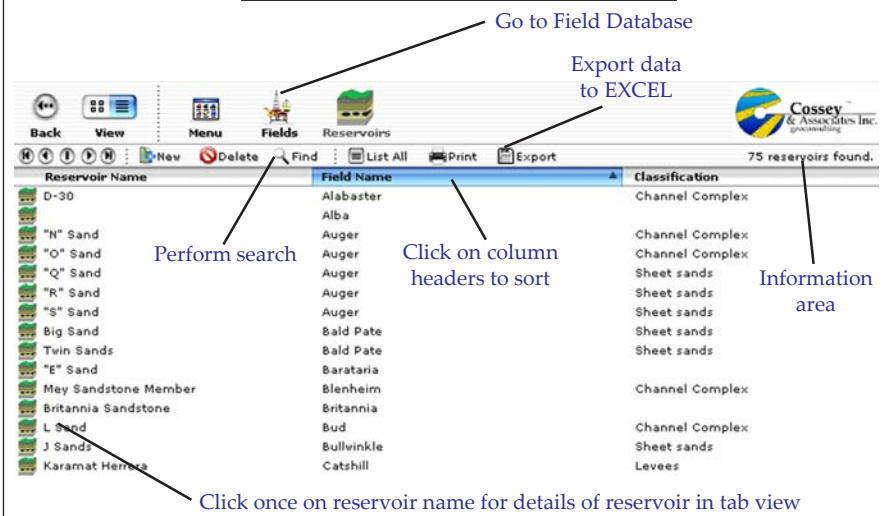 Go to Field Database
Export data
to EXCEL
Cossey
& Associates Inc.
geoconsulting
Back View Menu Fields Reservoirs
New Delete Find List All Print Export 75 reservoirs found.
Reservoir Name Field Name Classification
D-30 Alabaster Channel Complex
Alba
"N" Sand Auger Channel Complex
"O" Sand Auger Channel Complex
"Q" Sand Auger Sheet sands
"R" Sand Auger Sheet sands
"S" Sand Auger Sheet sands
Big Sand Bald Pate Sheet sands
Twin Sands Bald Pate Sheet sands
"E" Sand Barataria
Mey Sandstone Member Blenheim Channel Complex
Britannia Sandstone Britannia
L Sand Bud Channel Complex
J Sands Bullwinkle Sheet sands
Karamat Herrera Catshill Levees
Perform search
Click on column
headers to sort
Information
area
Click once on reservoir name for details of reservoir in tab view